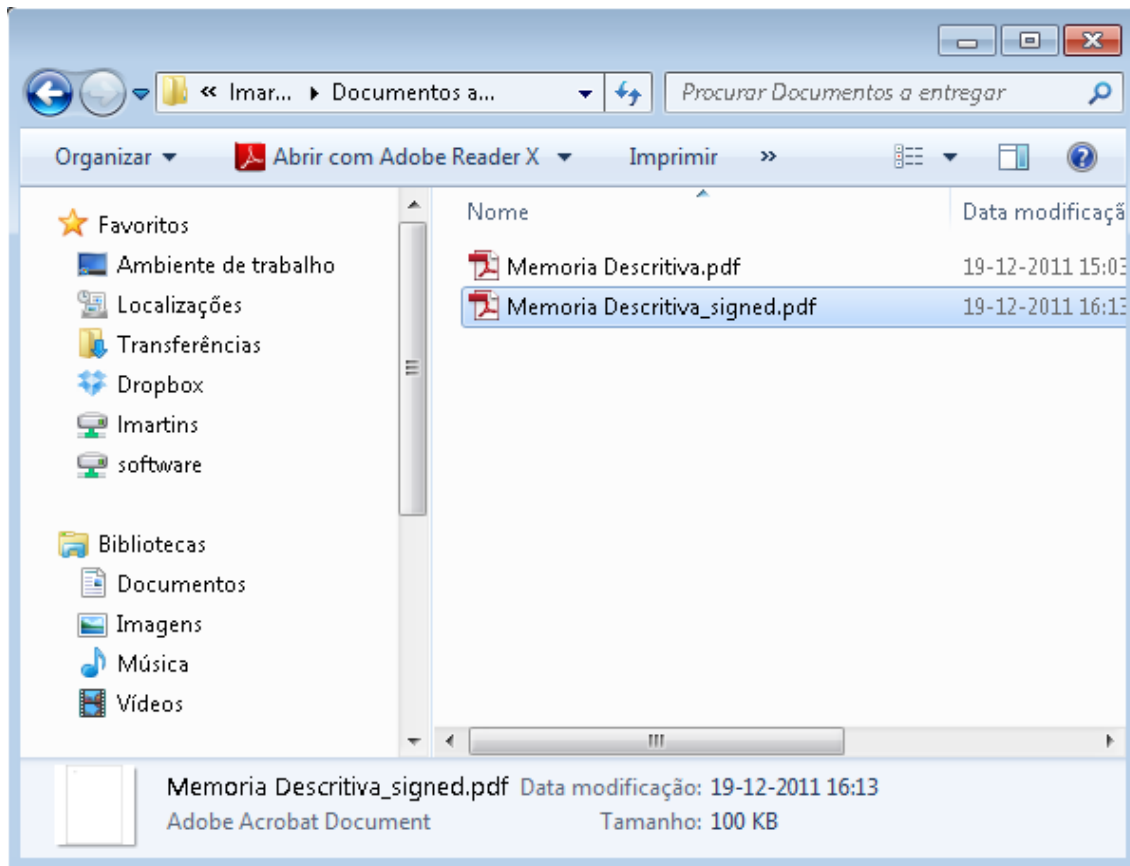 « Imar... ▸ Documentos a...
Procurar Documentos a entregar
Organizar
Abrir com Adobe Reader X
Imprimir
»
Favoritos
Ambiente de trabalho
Localizações
Transferências
Dropbox
Imartins
software
Bibliotecas
Documentos
Imagens
Música
Vídeos
Nome
Data modificaçã
Memoria Descritiva.pdf
19-12-2011 15:03
Memoria Descritiva_signed.pdf
19-12-2011 16:13
Memoria Descritiva_signed.pdf Data modificação: 19-12-2011 16:13
Adobe Acrobat Document Tamanho: 100 KB